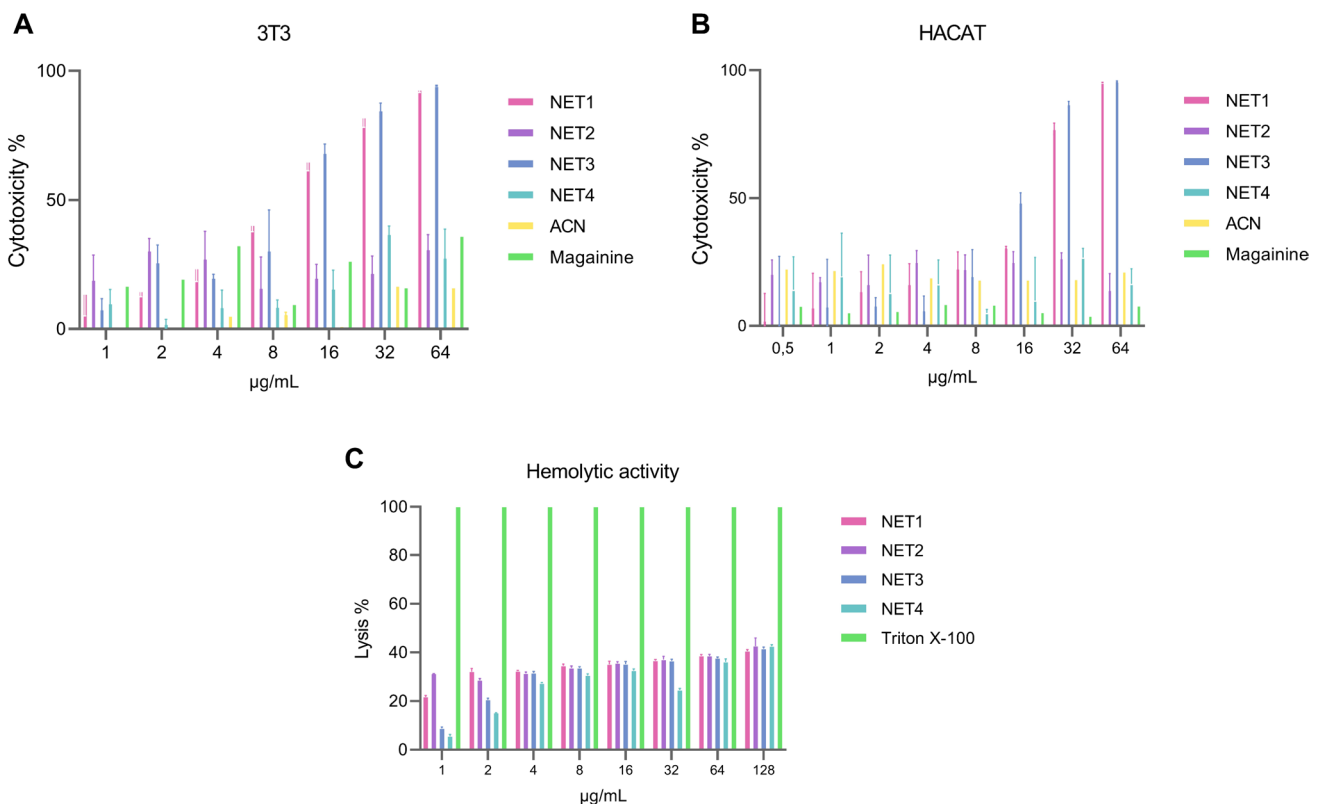 A
3T3
100
50
0
Cytotoxicity %
1 2 4 8 16 32 64
µg/mL
NET1
NET2
NET3
NET4
ACN
Magainine
B
HACAT
100
50
0
Cytotoxicity %
0,5 1 2 4 8 16 32 64
µg/mL
NET1
NET2
NET3
NET4
ACN
Magainine
C
Hemolytic activity
100
80
60
40
20
0
Lysis %
1 2 4 8 16 32 64 128
µg/mL
NET1
NET2
NET3
NET4
Triton X-100